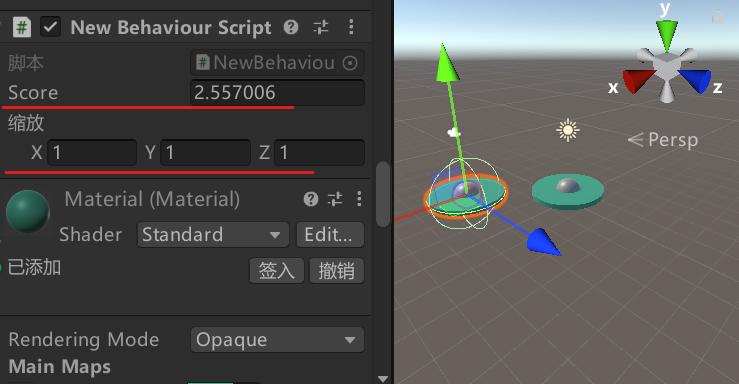 New Behaviour Script
脚本 NewBehaviou
Score 2.557006
缩放
X 1 Y 1 Z 1
Material (Material)
Shader Standard Edit...
已添加 签入 撤销
Rendering Mode Opaque
Main Maps
y
x z
Persp